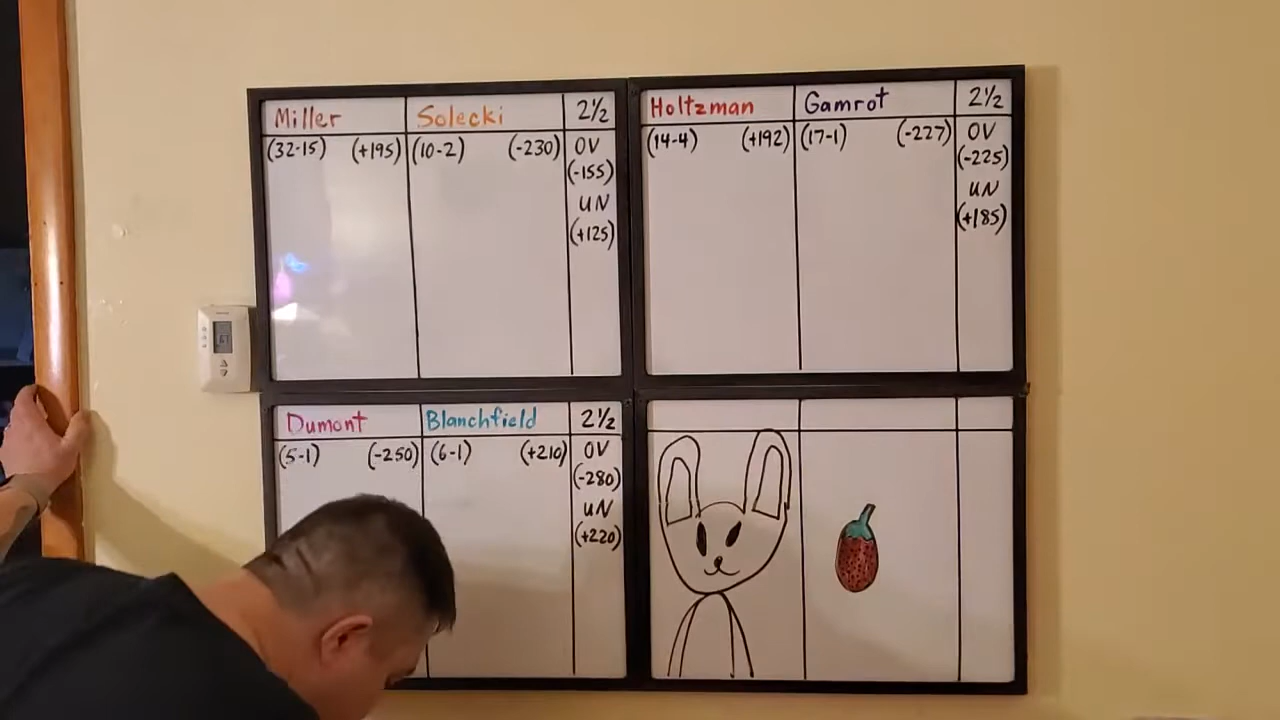 Miller Solecki 2½
(32-15) (+195) (10-2) (-230) OV
(-155)
UN
(+125)
Holtzman Gamrot 2½
(14-4) (+192) (17-1) (-227) OV
(-225)
UN
(+185)
Dumont Blanchfield 2½
(5-1) (-250) (6-1) (+210) OV
(-280)
UN
(+220)